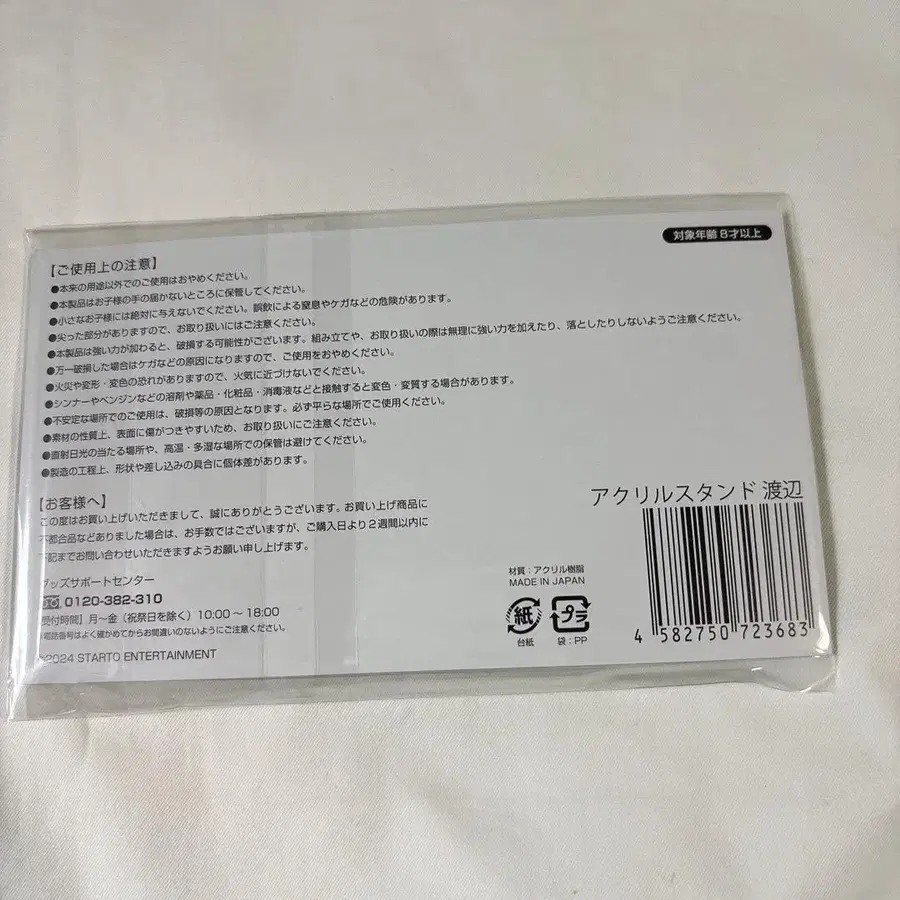 対象年齢 8才以上
【ご使用上の注意】
●本来の用途以外でのご使用はおやめください。
●本製品はお子様の手の届かないところに保管してください。
●小さなお子様には絶対に与えないでください。誤飲による窒息やケガなどの危険があります。
●尖った部分がありますので、お取り扱いにはご注意ください。
●本製品は強い力が加わると、破損する可能性がございます。組み立てや、お取り扱いの際は無理に強い力を加えたり、落としたりしないようご注意ください。
●万一破損した場合はケガなどの原因になりますので、ご使用をおやめください。
●火災や変形・変色の恐れがありますので、火気に近づけないでください。
●シンナーやベンジンなどの溶剤や薬品・化粧品・消毒液などと接触すると変色・変質する場合があります。
●不安定な場所でのご使用は、破損等の原因となります。必ず平らな場所でご使用ください。
●素材の性質上、表面に傷がつきやすいため、お取り扱いにご注意ください。
●直射日光の当たる場所や、高温・多湿な場所での保管は避けてください。
●製造の工程上、形状や差し込みの具合に個体差があります。
【お客様へ】
この度はお買い上げいただきまして、誠にありがとうございます。お買い上げ商品に
不都合品などありました場合は、お手数ではございますが、ご購入日より2週間以内に
下記までお問い合わせいただきますようお願い申し上げます。
グッズサポートセンター
0120-382-310
受付時間】月〜金（祝祭日を除く）10:00〜18:00
電話番号はよく確かめてからお間違いのないようにご注意ください。
©2024 STARTO ENTERTAINMENT
アクリルスタンド 渡辺
材質：アクリル樹脂
MADE IN JAPAN
紙
プラ
台紙
袋：PP
4 582750 723683